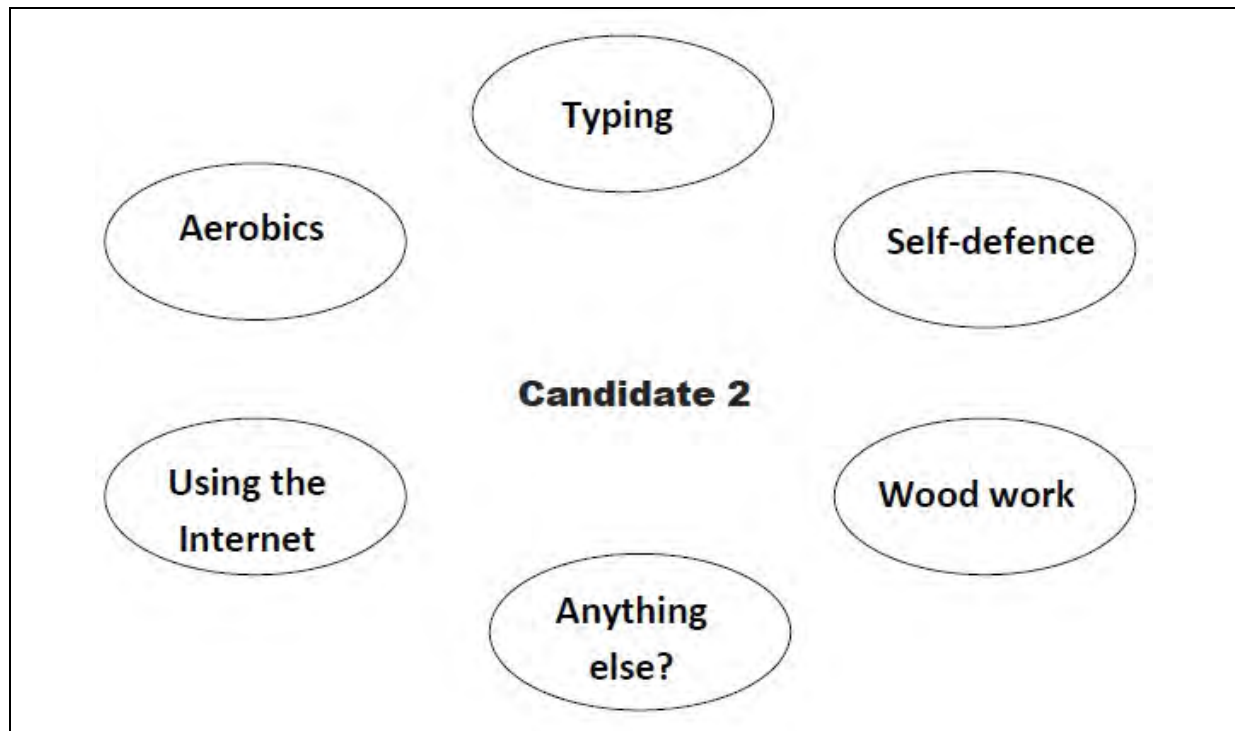 Typing
Aerobics
Self-defence
Candidate 2
Using the
Internet
Wood work
Anything
else?